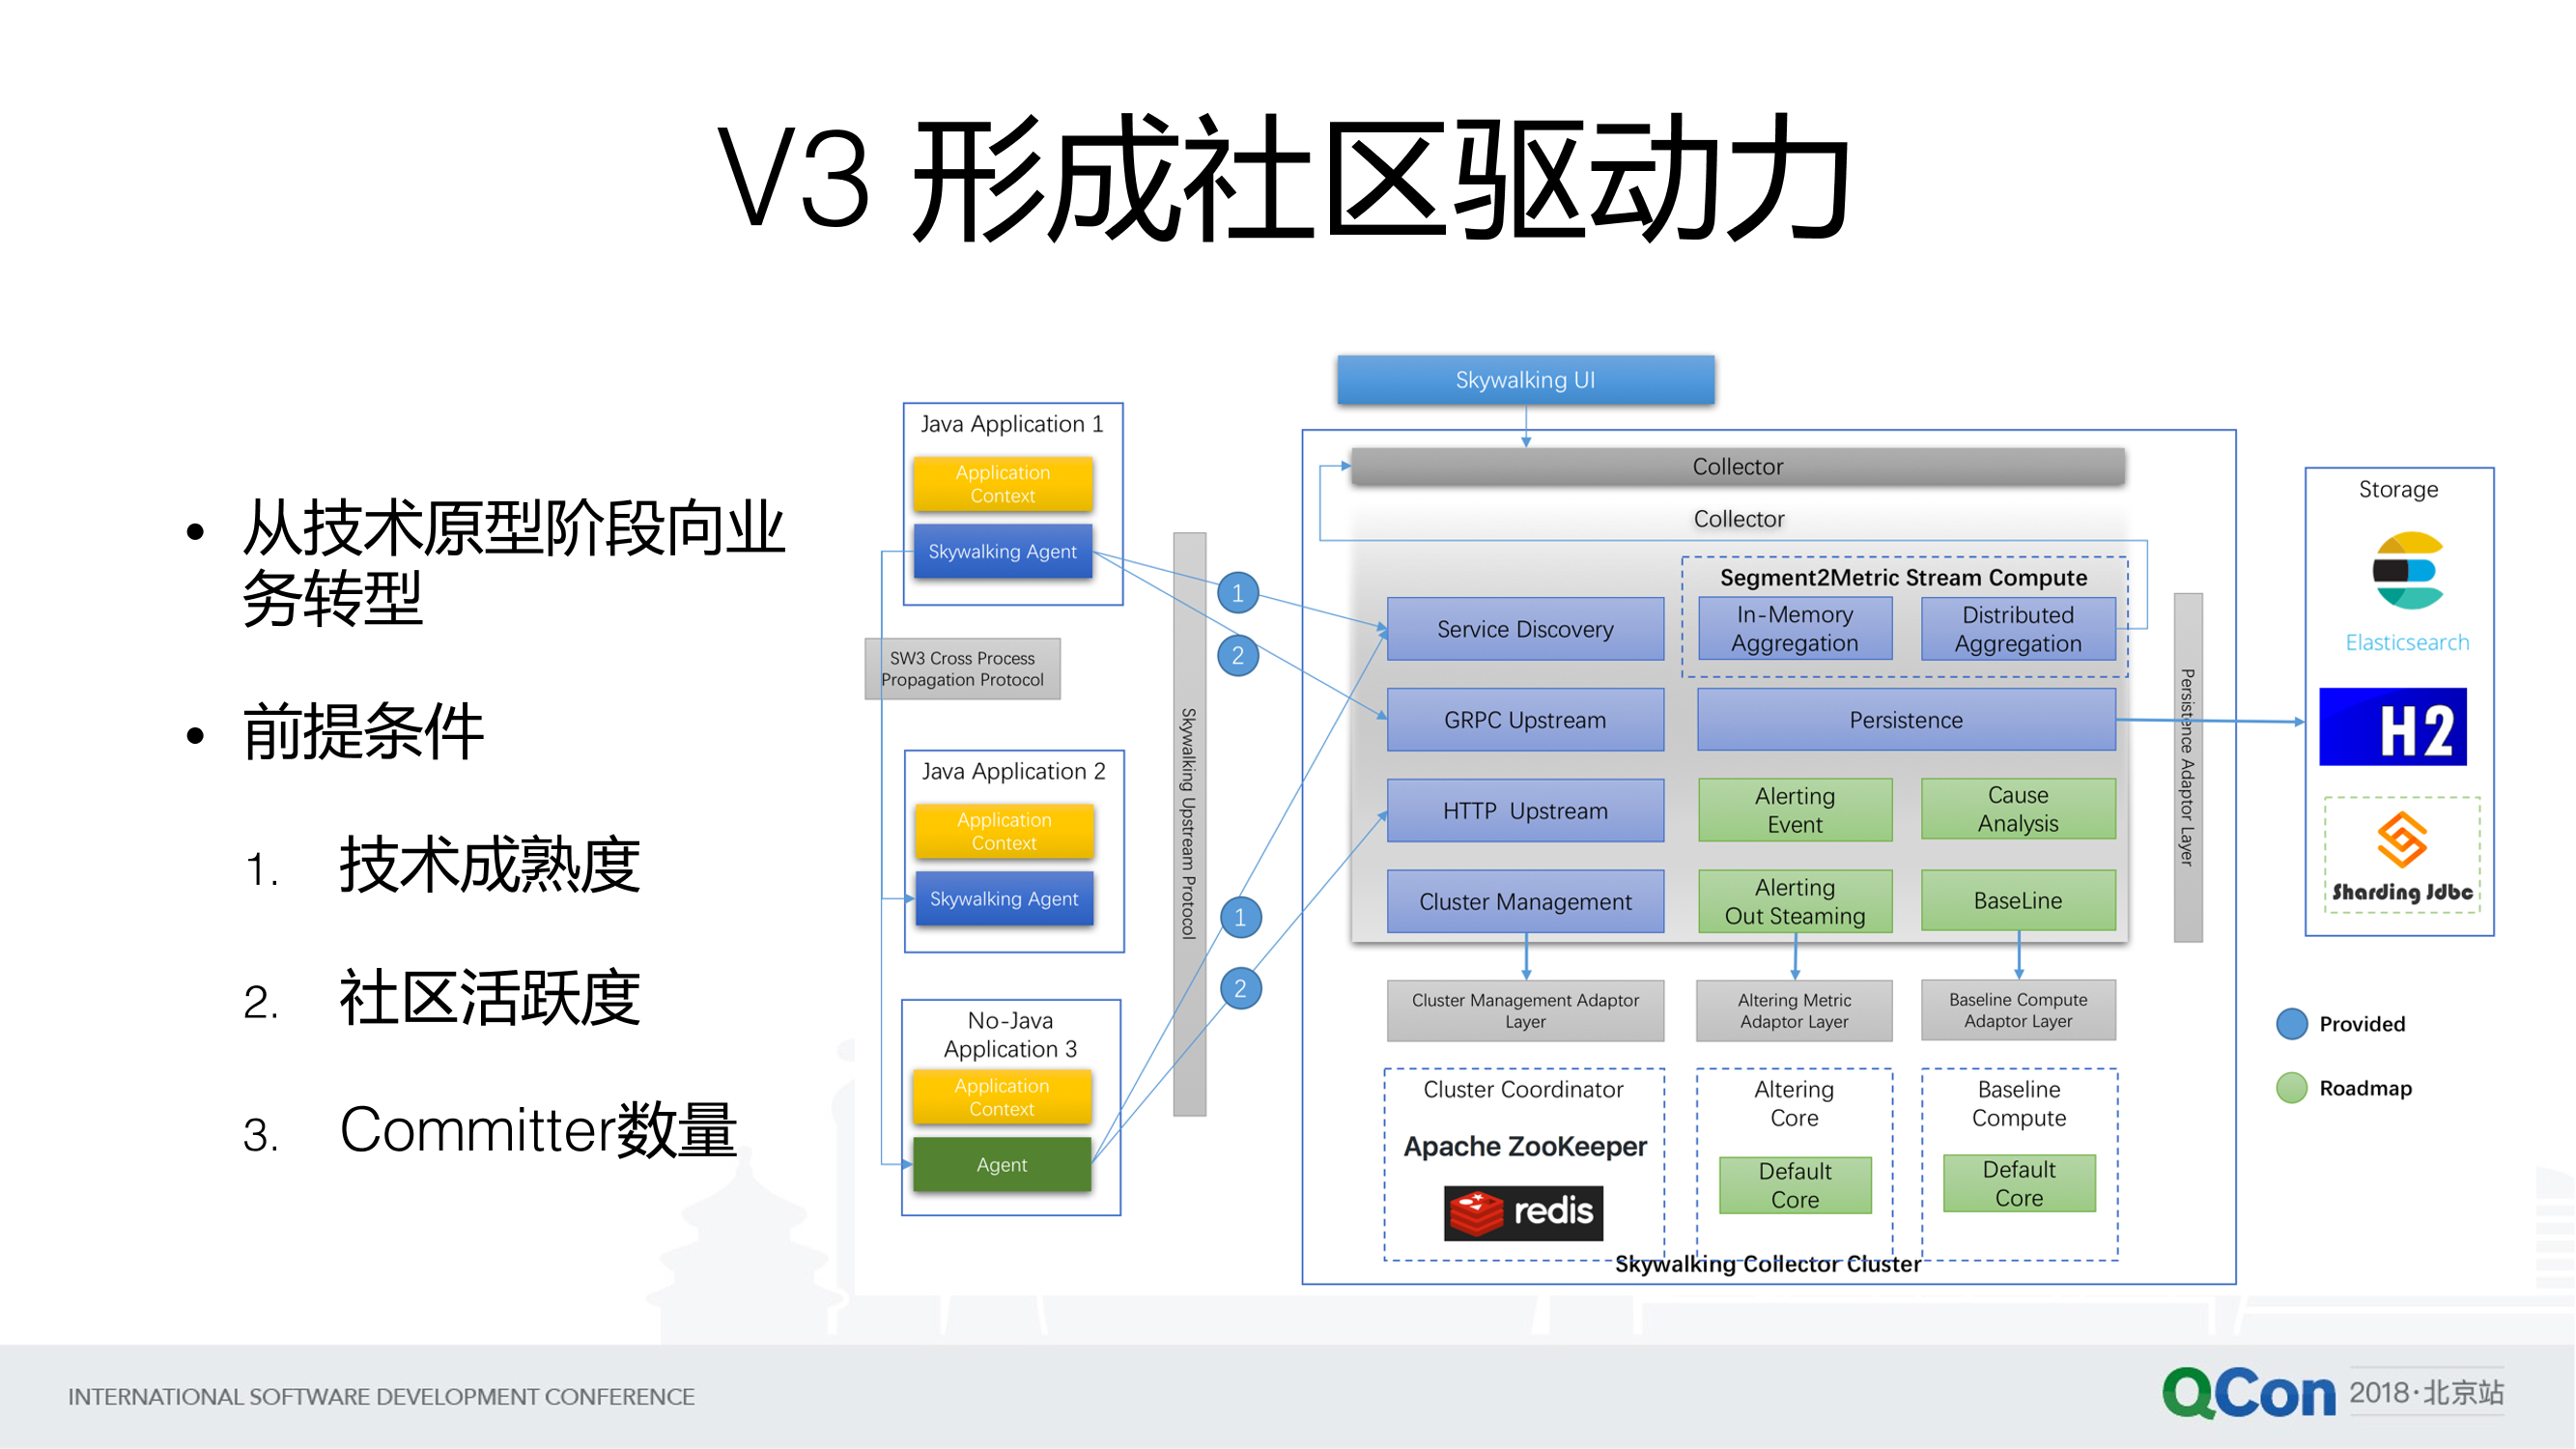 V3 形成社区驱动力
• 从技术原型阶段向业
务转型
• 前提条件
1. 技术成熟度
2. 社区活跃度
3. Committer数量
Java Application 1
Application
Context
Skywalking Agent
SW3 Cross Process
Propagation Protocol
Java Application 2
Application
Context
Skywalking Agent
No-Java
Application 3
Application
Context
Agent
Skywalking Upstream Protocol
1
2
1
2
Skywalking UI
Collector
Collector
Segment2Metric Stream Compute
Service Discovery
In-Memory
Aggregation
Distributed
Aggregation
GRPC Upstream
Persistence
HTTP Upstream
Alerting
Event
Cause
Analysis
Cluster Management
Alerting
Out Steaming
BaseLine
Cluster Management Adaptor
Layer
Altering Metric
Adaptor Layer
Baseline Compute
Adaptor Layer
Cluster Coordinator
Apache ZooKeeper
redis
Altering
Core
Default
Core
Baseline
Compute
Default
Core
Skywalking Collector Cluster
Persistence Adaptor Layer
Storage
Elasticsearch
H2
Sharding Jdbc
Provided
Roadmap
INTERNATIONAL SOFTWARE DEVELOPMENT CONFERENCE
QCon 2018·北京站